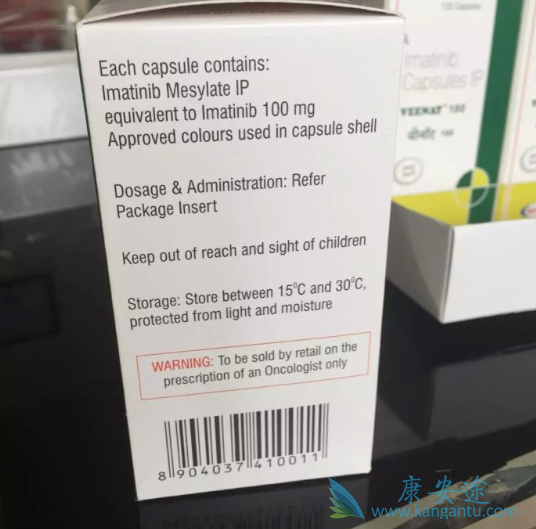 Each capsule contains:
Imatinib Mesylate IP
equivalent to Imatinib 100 mg
Approved colours used in capsule shell
Dosage & Administration: Refer
Package Insert
Keep out of reach and sight of children
Storage: Store between 15°C and 30°C,
protected from light and moisture
WARNING: To be sold by retail on the
prescription of an Oncologist only
8 904037 410011
Imatinib
Capsules IP
VEENAT 100
वीनॅट 100
康安途
www.kangantu.com